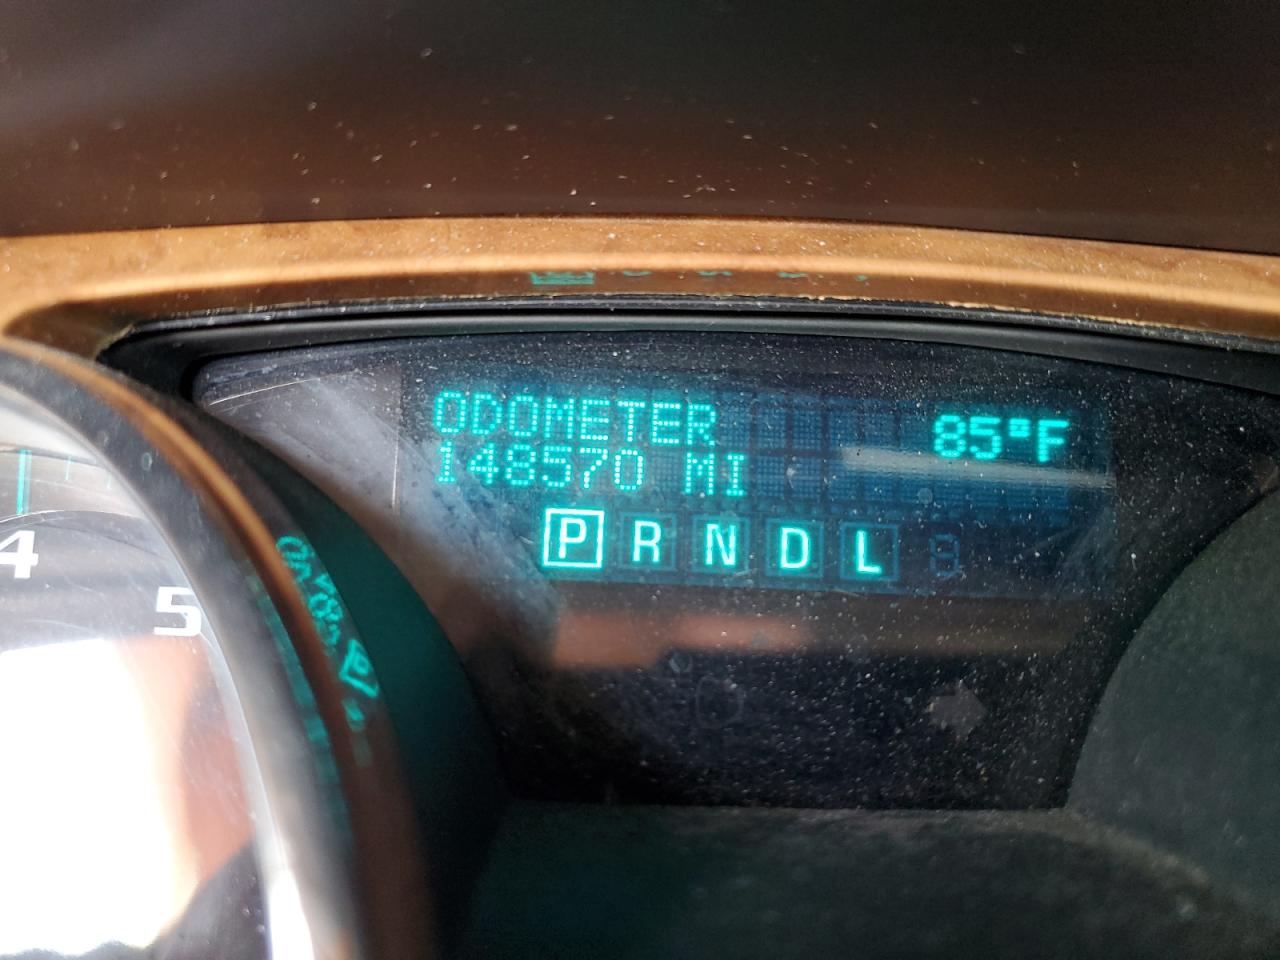 ODOMETER 85°F
148570 MI
P R N D L
4
5